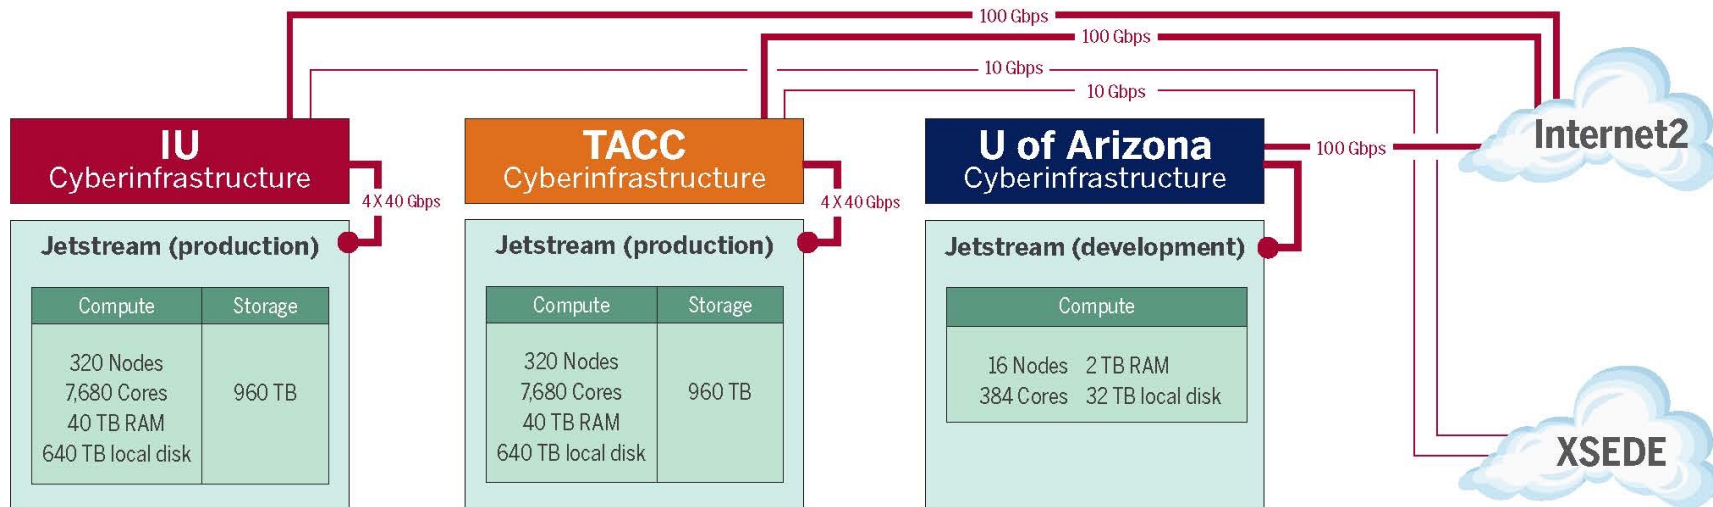 100 Gbps
100 Gbps
10 Gbps
10 Gbps
IU
Cyberinfrastructure
4 X 40 Gbps
Jetstream (production)
Compute
Storage
320 Nodes
7,680 Cores
40 TB RAM
640 TB local disk
960 TB
TACC
Cyberinfrastructure
4 X 40 Gbps
Jetstream (production)
Compute
Storage
320 Nodes
7,680 Cores
40 TB RAM
640 TB local disk
960 TB
U of Arizona
Cyberinfrastructure
100 Gbps
Jetstream (development)
Compute
16 Nodes 2 TB RAM
384 Cores 32 TB local disk
Internet2
XSEDE